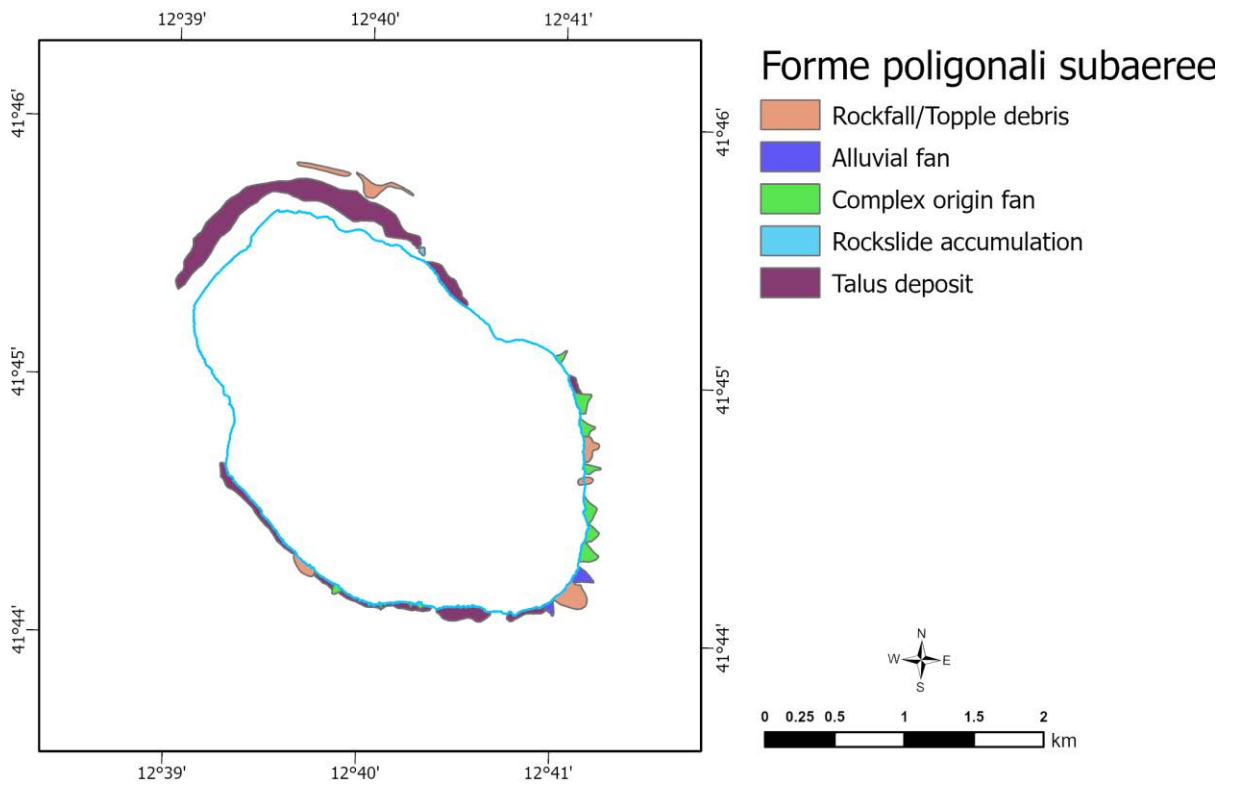 12°39' 12°40' 12°41'
41°46' 41°46'
41°45' 41°45'
41°44' 41°44'
12°39' 12°40' 12°41'
Forme poligonali subaeree
Rockfall/Topple debris
Alluvial fan
Complex origin fan
Rockslide accumulation
Talus deposit
N
W E
S
0 0.25 0.5 1 1.5 2
km